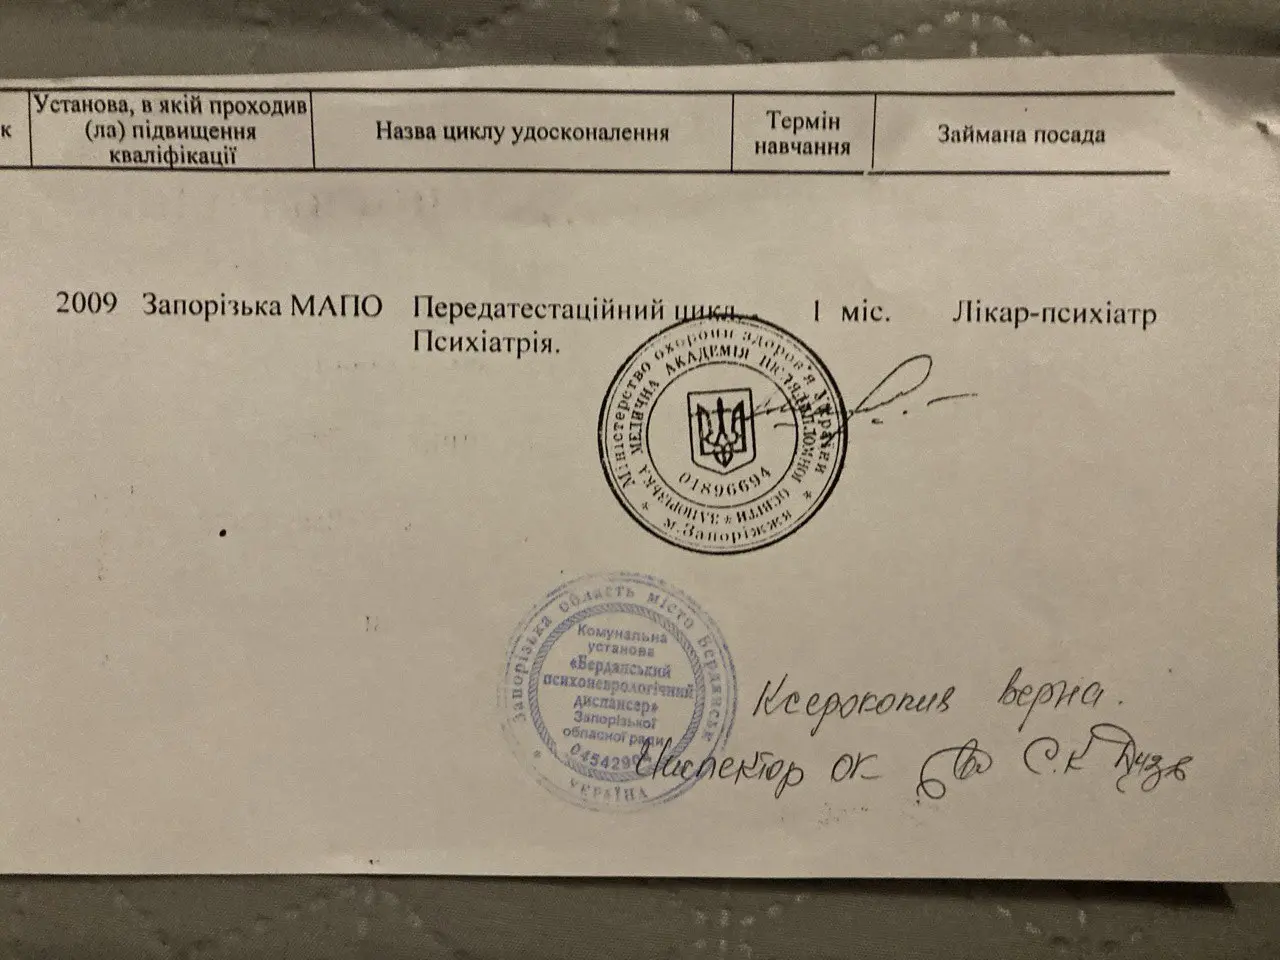 к
Установа, в якій проходив
(ла) підвищення
кваліфікації
Назва циклу удосконалення
Термін
навчання
Займана посада
2009 Запорізька МАПО Передатестаційний цикл. 1 міс. Лікар-психіатр
Психіатрія.
Міністерство охорони здоров'я України
* ЗАПОРІЗЬКА МЕДИЧНА АКАДЕМІЯ ПІСЛЯДИПЛОМНОЇ ОСВІТИ *
01896694
* м.Запоріжжя *
Запорізька область місто Бердянськ
Комунальна
установа
«Бердянський
психоневрологічний
диспансер»
Запорізької
обласної ради
* УКРАЇНА
Ксерокопия верна.
Инспектор ОК С.К